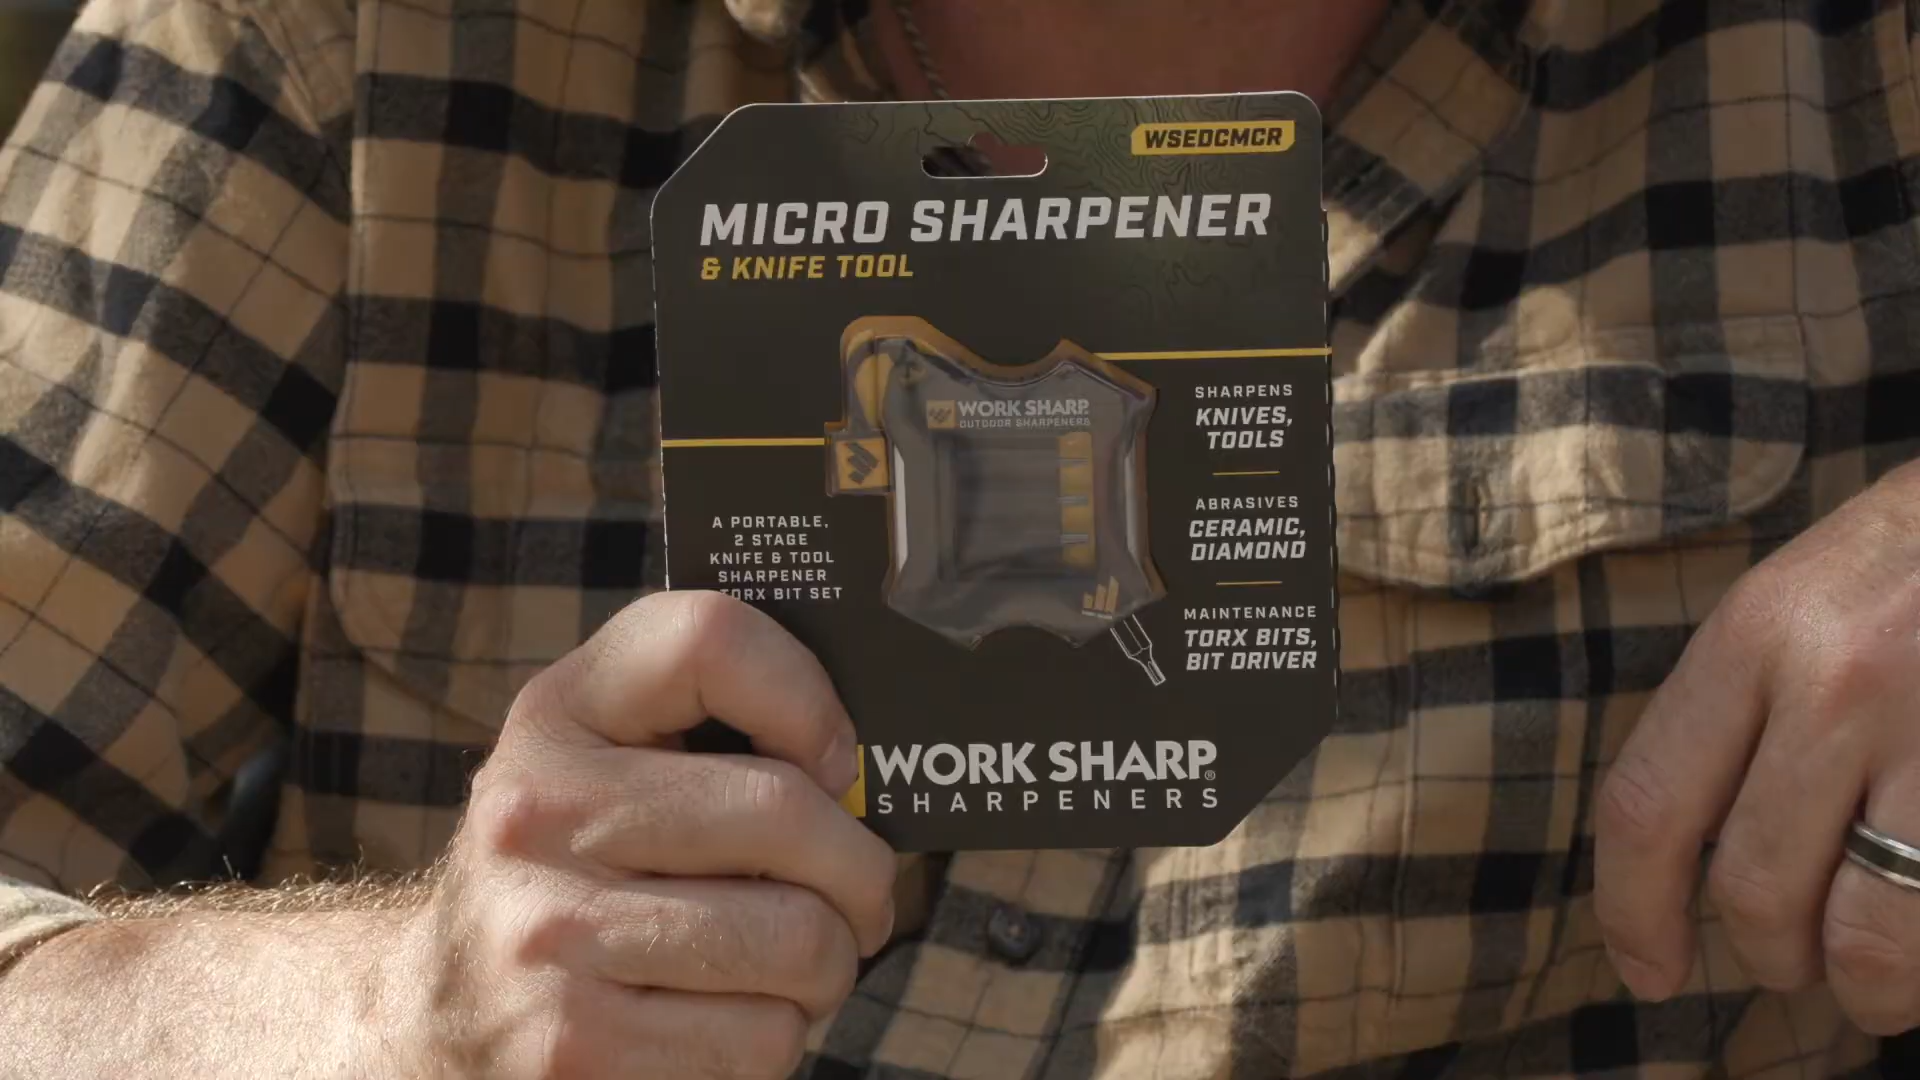 WSEDCMCR
MICRO SHARPENER
& KNIFE TOOL
WORK SHARP
OUTDOOR SHARPENERS
A PORTABLE,
2 STAGE
KNIFE & TOOL
SHARPENER
TORX BIT SET
SHARPENS
KNIVES,
TOOLS
ABRASIVES
CERAMIC,
DIAMOND
MAINTENANCE
TORX BITS,
BIT DRIVER
WORK SHARP®
SHARPENERS